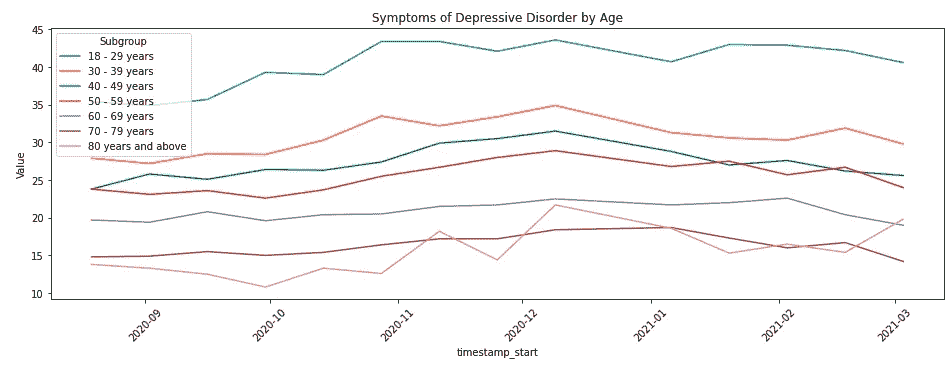 Symptoms of Depressive Disorder by Age
45
40
35
30
25
20
15
10
Value
Subgroup
18 - 29 years
30 - 39 years
40 - 49 years
50 - 59 years
60 - 69 years
70 - 79 years
80 years and above
2020-09
2020-10
2020-11
2020-12
2021-01
2021-02
2021-03
timestamp_start